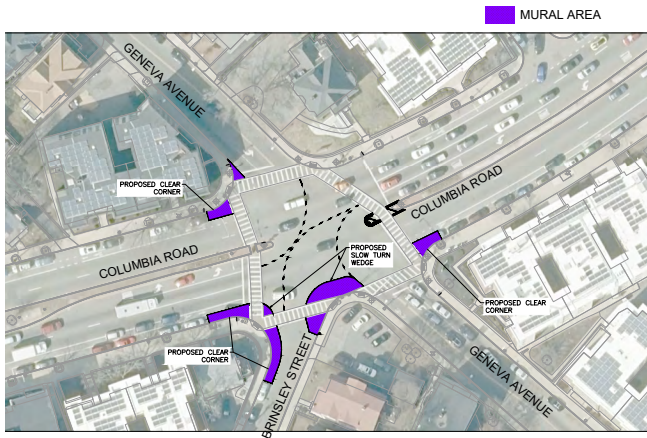 MURAL AREA
GENEVA AVENUE
PROPOSED CLEAR
CORNER
COLUMBIA ROAD
COLUMBIA ROAD
PROPOSED
SLOW TURN
WEDGE
PROPOSED CLEAR
CORNER
PROPOSED CLEAR
CORNER
BRINSLEY STREET
GENEVA AVENUE